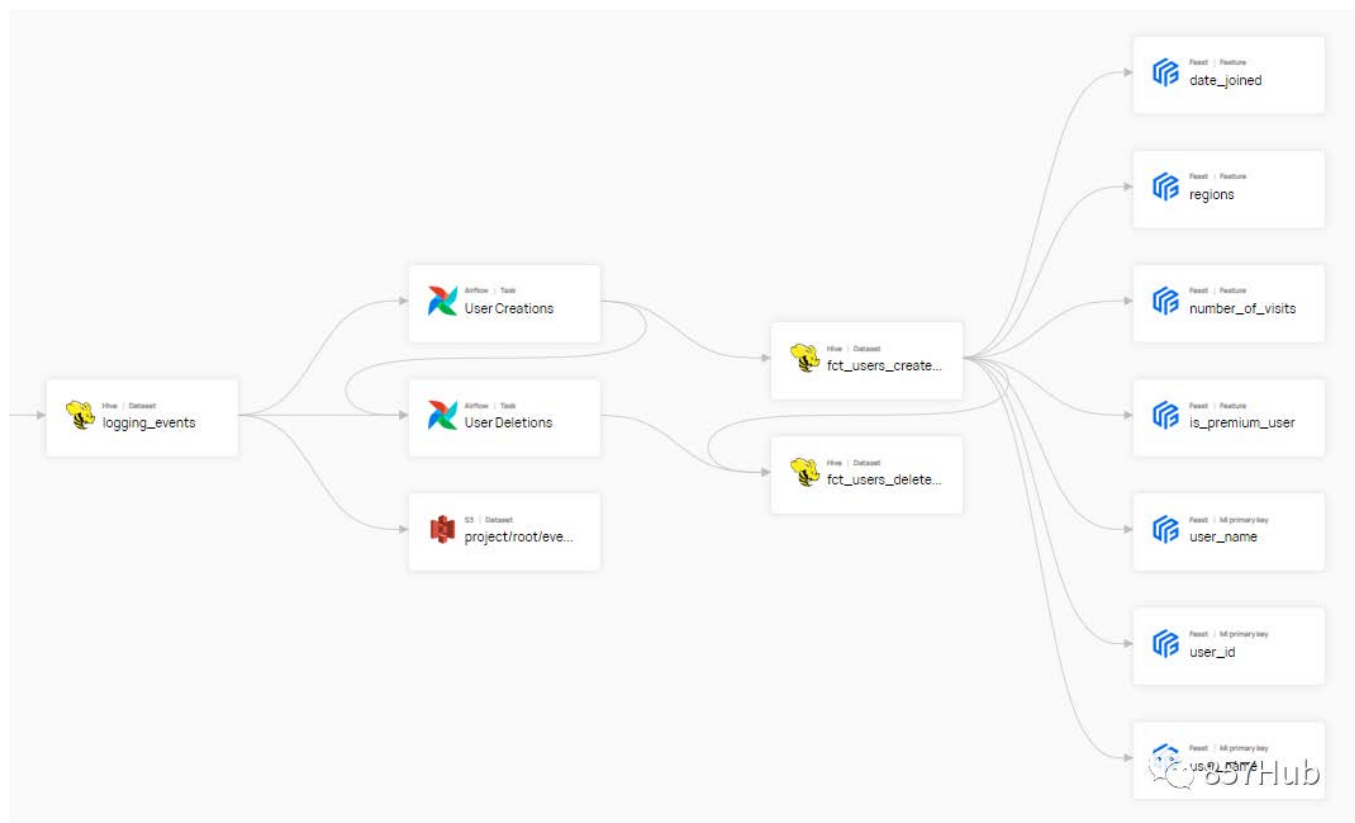 Feast | Feature
date_joined
Feast | Feature
regions
Airflow | Task
User Creations
Feast | Feature
number_of_visits
Hive | Dataset
fct_users_create...
Hive | Dataset
logging_events
Airflow | Task
User Deletions
Feast | Feature
is_premium_user
Hive | Dataset
fct_users_delete...
S3 | Dataset
project/root/eve...
Feast | Ml primary key
user_name
Feast | Ml primary key
user_id
Feast | Ml primary key
user_name
857Hub